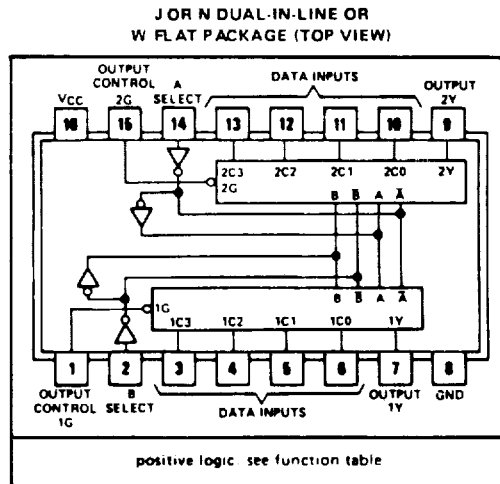 J OR N DUAL-IN-LINE OR
W FLAT PACKAGE (TOP VIEW)
OUTPUT CONTROL 2G
A SELECT
DATA INPUTS
OUTPUT 2Y
VCC
16 15 14 13 12 11 10 9
2C3 2C2 2C1 2C0 2Y
2G
B B̅ A A̅
B B̅ A A̅
1G
1C3 1C2 1C1 1C0 1Y
1 2 3 4 5 6 7 8
OUTPUT CONTROL 1G
B SELECT
DATA INPUTS
OUTPUT 1Y
GND
positive logic see function table